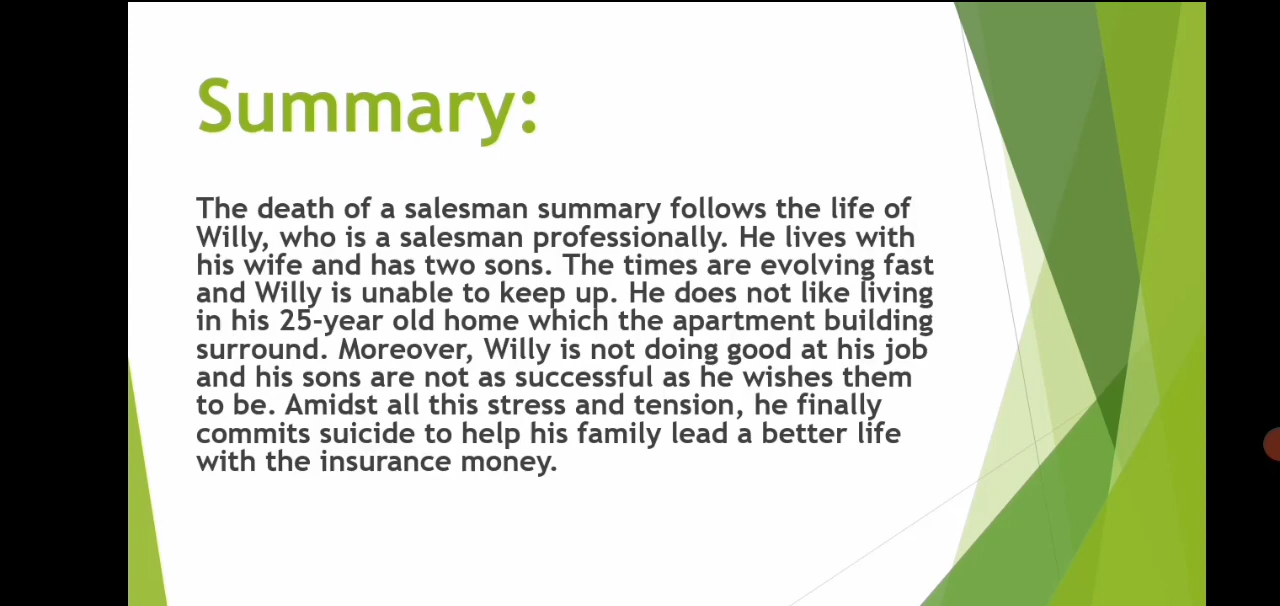 Summary:
The death of a salesman summary follows the life of
Willy, who is a salesman professionally. He lives with
his wife and has two sons. The times are evolving fast
and Willy is unable to keep up. He does not like living
in his 25-year old home which the apartment building
surround. Moreover, Willy is not doing good at his job
and his sons are not as successful as he wishes them
to be. Amidst all this stress and tension, he finally
commits suicide to help his family lead a better life
with the insurance money.